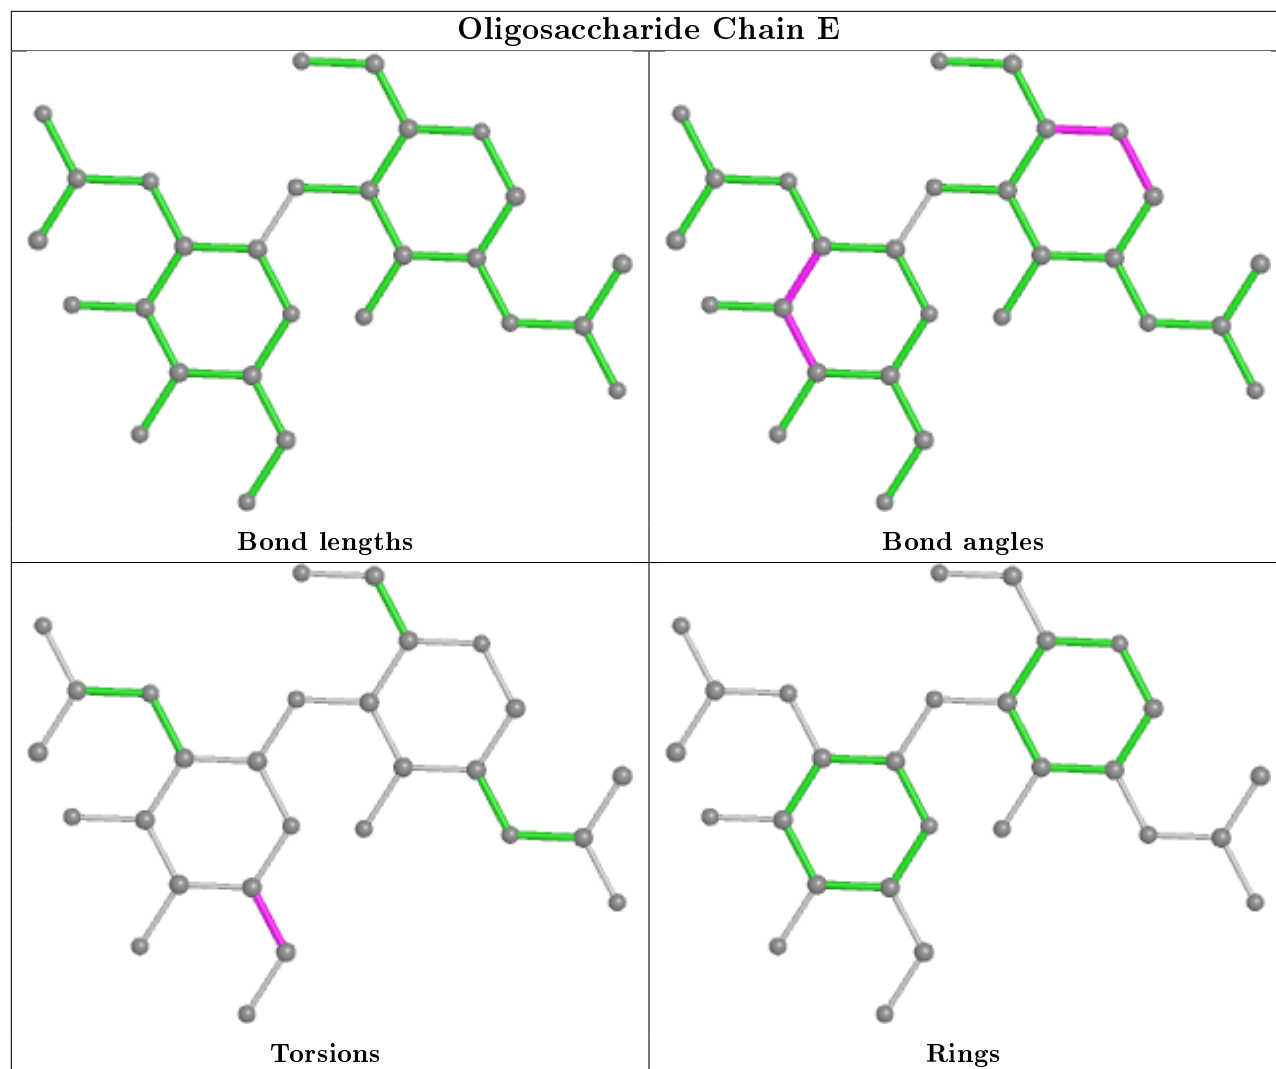 Oligosaccharide Chain E
Bond lengths
Bond angles
Torsions
Rings